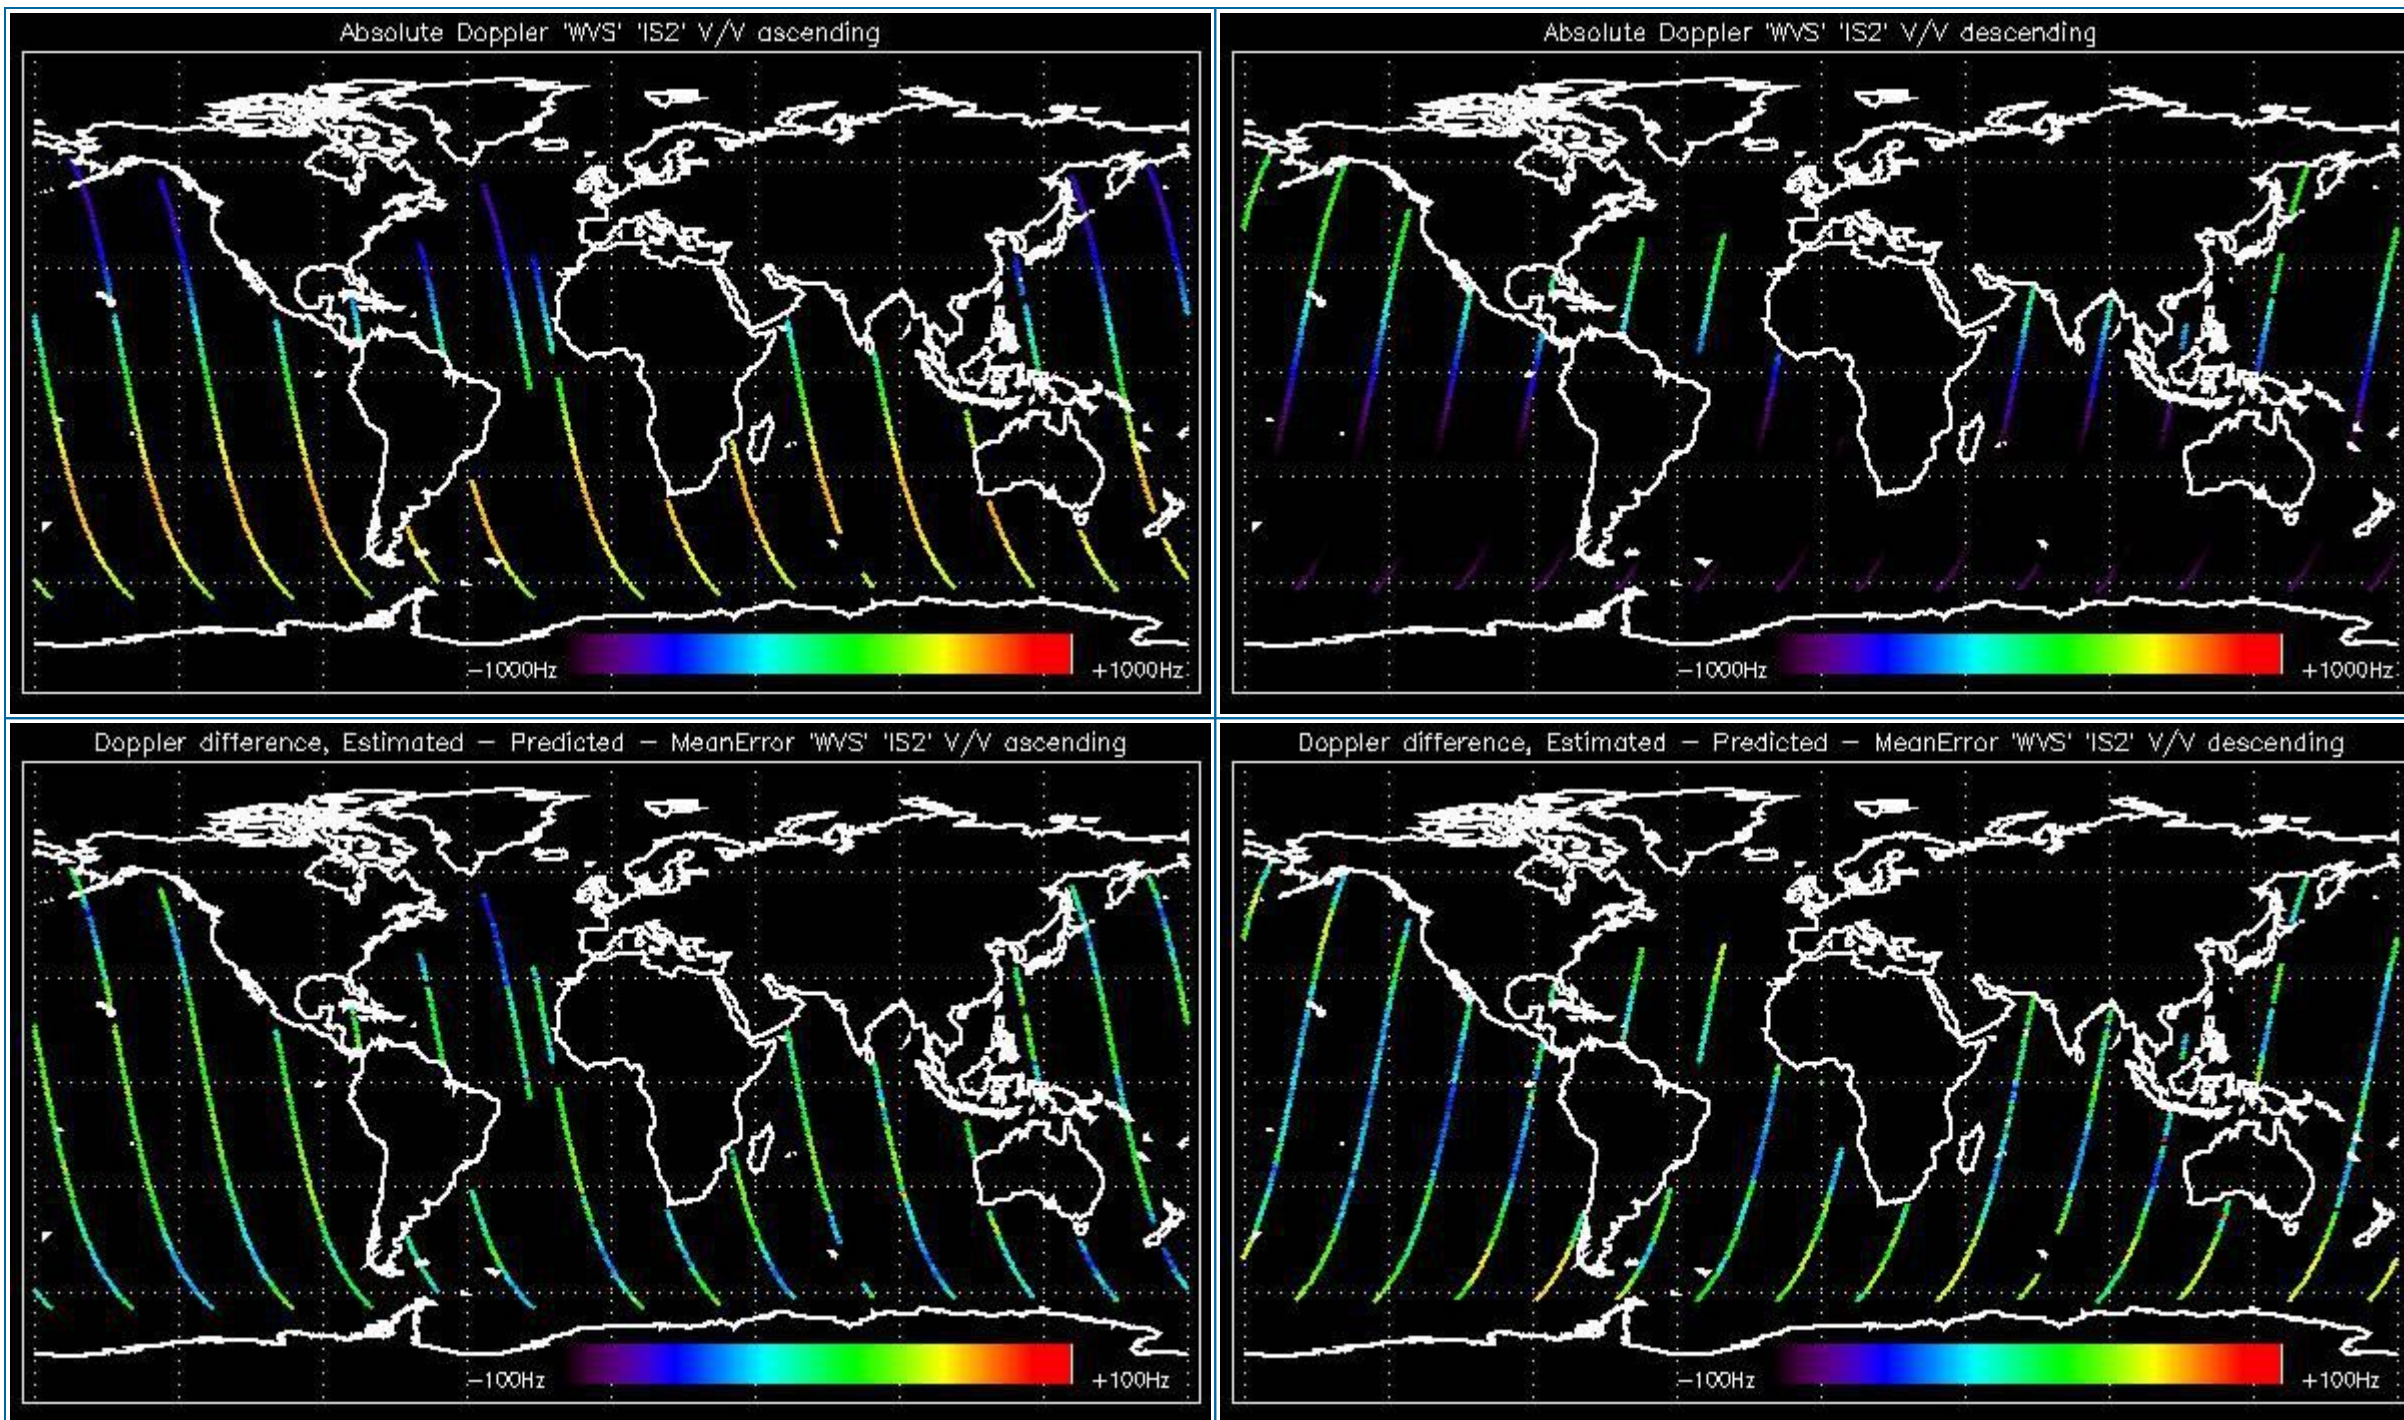 Absolute Doppler 'WVS' 'IS2' V/V ascending
-1000Hz
+1000Hz
Absolute Doppler 'WVS' 'IS2' V/V descending
-1000Hz
+1000Hz
Doppler difference, Estimated - Predicted - MeanError 'WVS' 'IS2' V/V ascending
-100Hz
+100Hz
Doppler difference, Estimated - Predicted - MeanError 'WVS' 'IS2' V/V descending
-100Hz
+100Hz